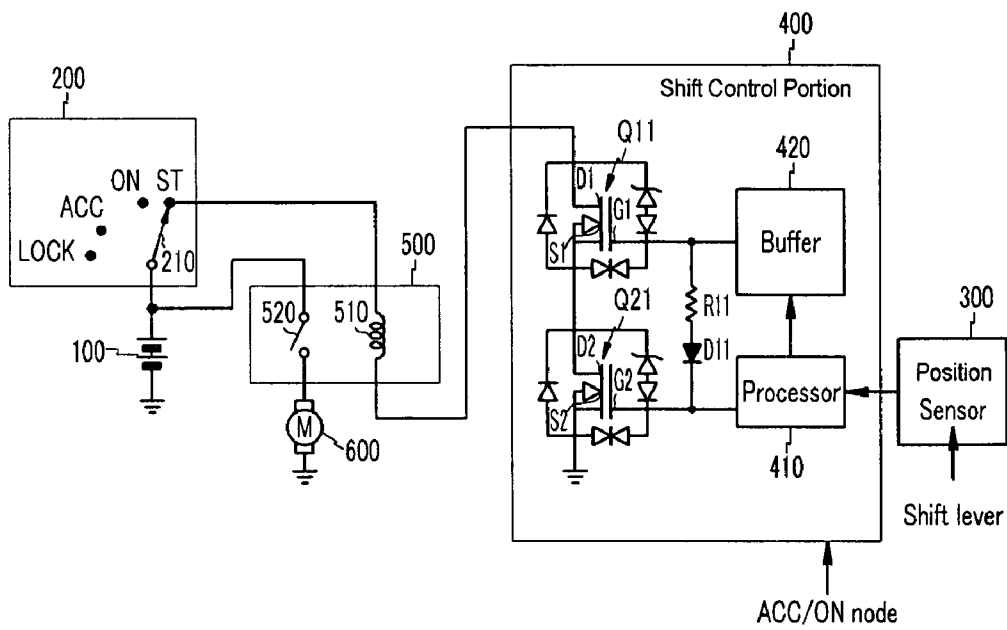 400
200
Shift Control Portion
Q11
420
ON ST
D1
G1
ACC
Buffer
S1
LOCK
210
500
Q21
R11
300
520
510
D2
D11
G2
Position
Sensor
100
Processor
S2
M
600
410
Shift lever
ACC/ON node